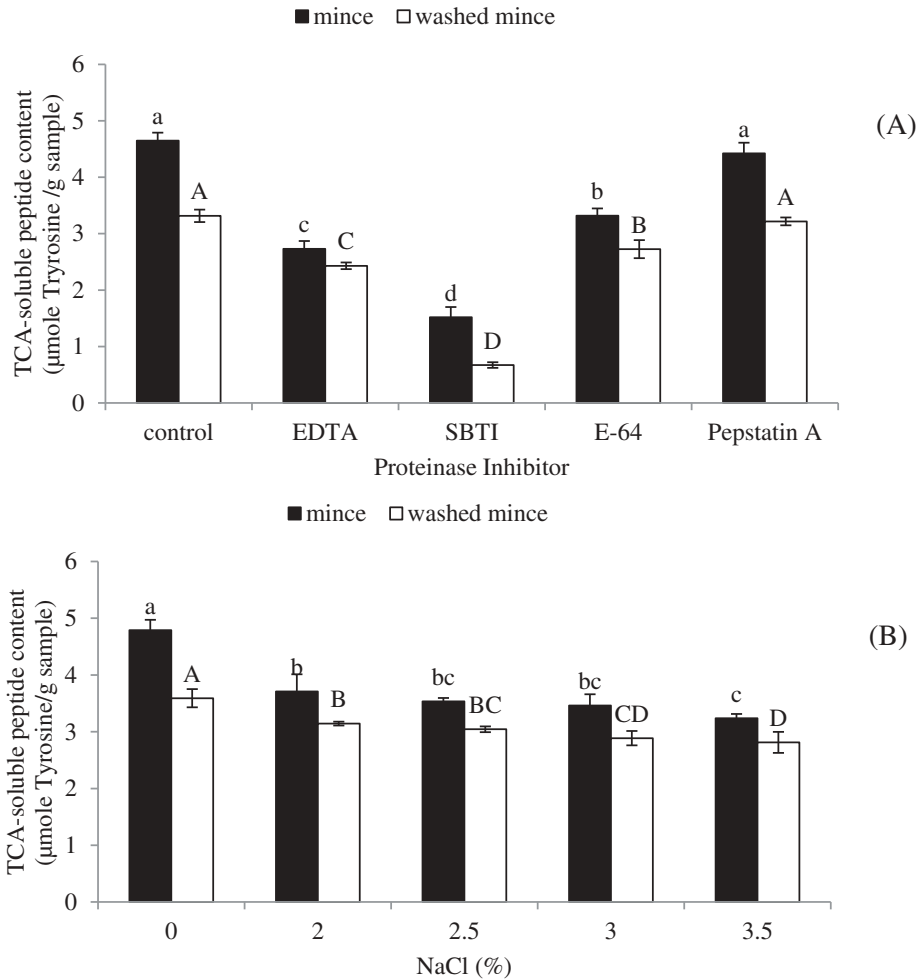 mince washed mince
TCA-soluble peptide content
(µmole Tryrosine /g sample)
6
5
4
3
2
1
0
(A)
a
A
c
C
d
D
b
B
a
A
control EDTA SBTI E-64 Pepstatin A
Proteinase Inhibitor
mince washed mince
TCA-soluble peptide content
(µmole Tyrosine/g sample)
6
5
4
3
2
1
0
(B)
a
A
b
B
bc
BC
bc
CD
c
D
0 2 2.5 3 3.5
NaCl (%)